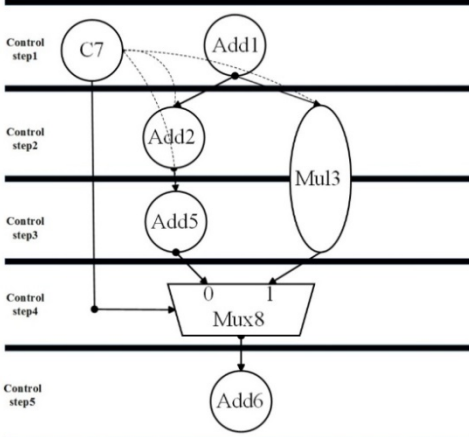 Control
step1
C7
Add1
Control
step2
Add2
Mul3
Control
step3
Add5
Control
step4
0 1
Mux8
Control
step5
Add6